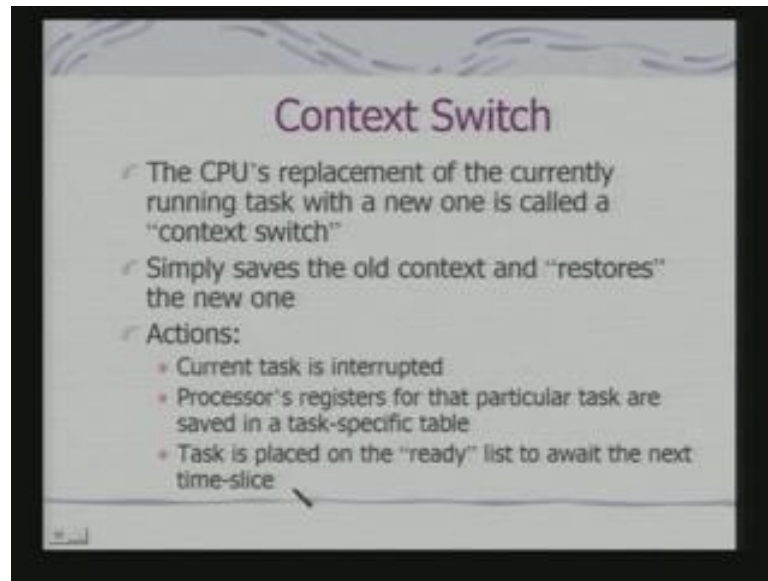 Context Switch
The CPU's replacement of the currently
running task with a new one is called a
“context switch”
Simply saves the old context and “restores”
the new one
Actions:
Current task is interrupted
Processor's registers for that particular task are
saved in a task-specific table
Task is placed on the “ready” list to await the next
time-slice